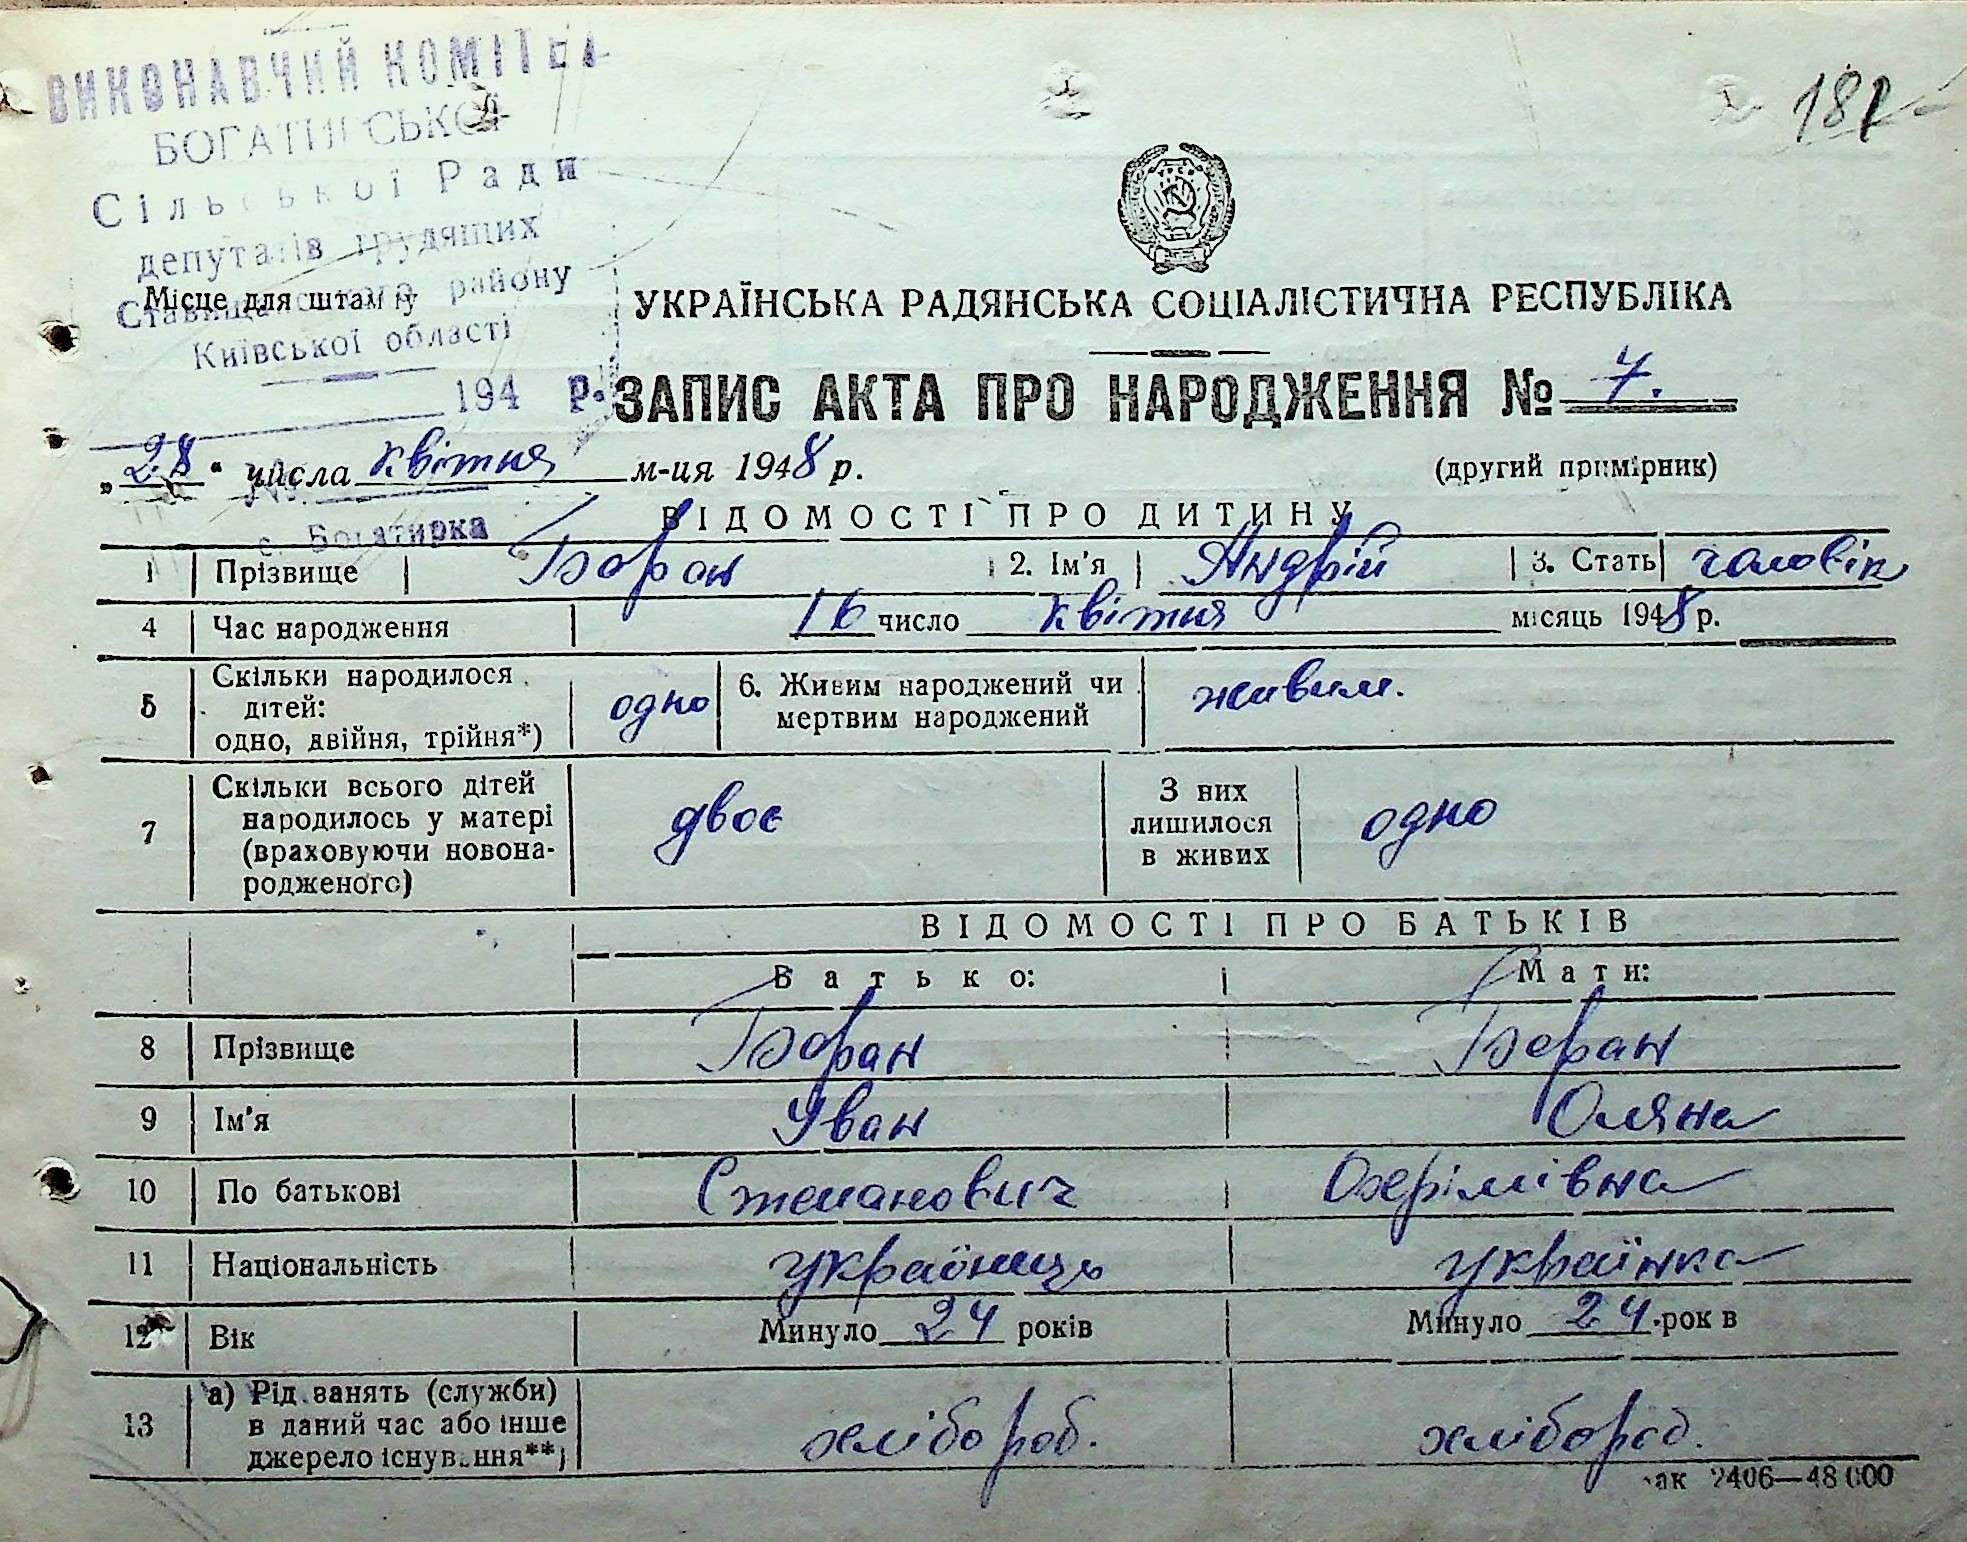 181
ВИКОНАВЧИЙ КОМІТЕТ
БОГАТИРСЬКОЇ
Сільської Ради
депутатів трудящих
Ставищанського району
Київської області
Місце для штампу
194 р.
с. Богатирка
УКРАЇНСЬКА РАДЯНСЬКА СОЦІАЛІСТИЧНА РЕСПУБЛІКА
ЗАПИС АКТА ПРО НАРОДЖЕННЯ № 7.
„28“ числа квітня м-ця 1948 р.
(другий примірник)
ВІДОМОСТІ ПРО ДИТИНУ
1 Прізвище Боран 2. Ім'я Андрій 3. Стать чоловік
4 Час народження 16 число квітня місяць 1948 р.
5 Скільки народилося дітей: одно, двійня, трійня*) одно 6. Живим народжений чи мертвим народжений живим.
7 Скільки всього дітей народилось у матері (враховуючи новонародженого) двоє З них лишилося в живих одно
ВІДОМОСТІ ПРО БАТЬКІВ
Батько: Мати:
8 Прізвище Боран Боран
9 Ім'я Іван Оляна
10 По батькові Степанович Охрімівна
11 Національність українець українка
12 Вік Минуло 24 років Минуло 24 рок в
13 а) Рід занять (служби) в даний час або інше джерело існування**) хлібороб. хлібороб.
ак 2406—48 000